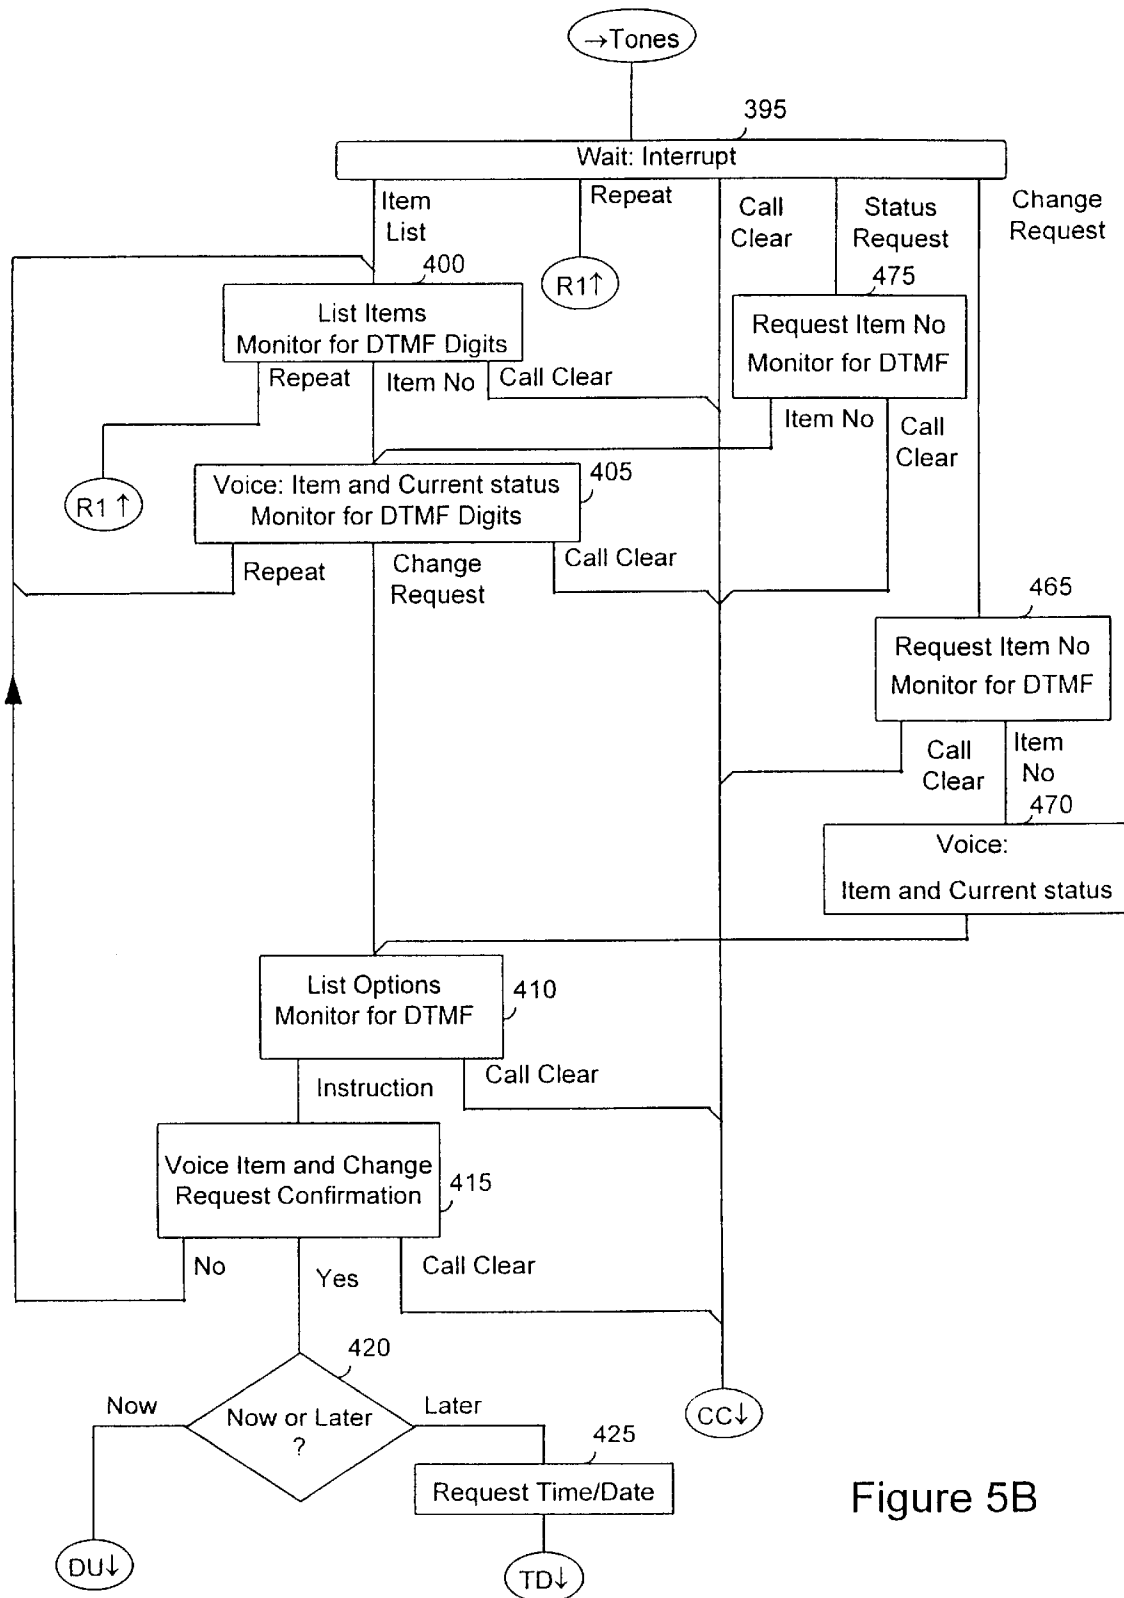 →Tones
395
Wait: Interrupt
Item
List
Repeat
Call
Clear
Status
Request
Change
Request
400
R1↑
475
List Items
Monitor for DTMF Digits
Request Item No
Monitor for DTMF
Repeat
Item No
Call Clear
Item No
Call
Clear
R1 ↑
405
Voice: Item and Current status
Monitor for DTMF Digits
Repeat
Change
Request
Call Clear
465
Request Item No
Monitor for DTMF
Call
Clear
Item
No
470
Voice:
Item and Current status
List Options
Monitor for DTMF
410
Instruction
Call Clear
Voice Item and Change
Request Confirmation
415
No
Yes
Call Clear
420
Now
Now or Later
?
Later
CC↓
425
Request Time/Date
DU↓
TD↓
Figure 5B